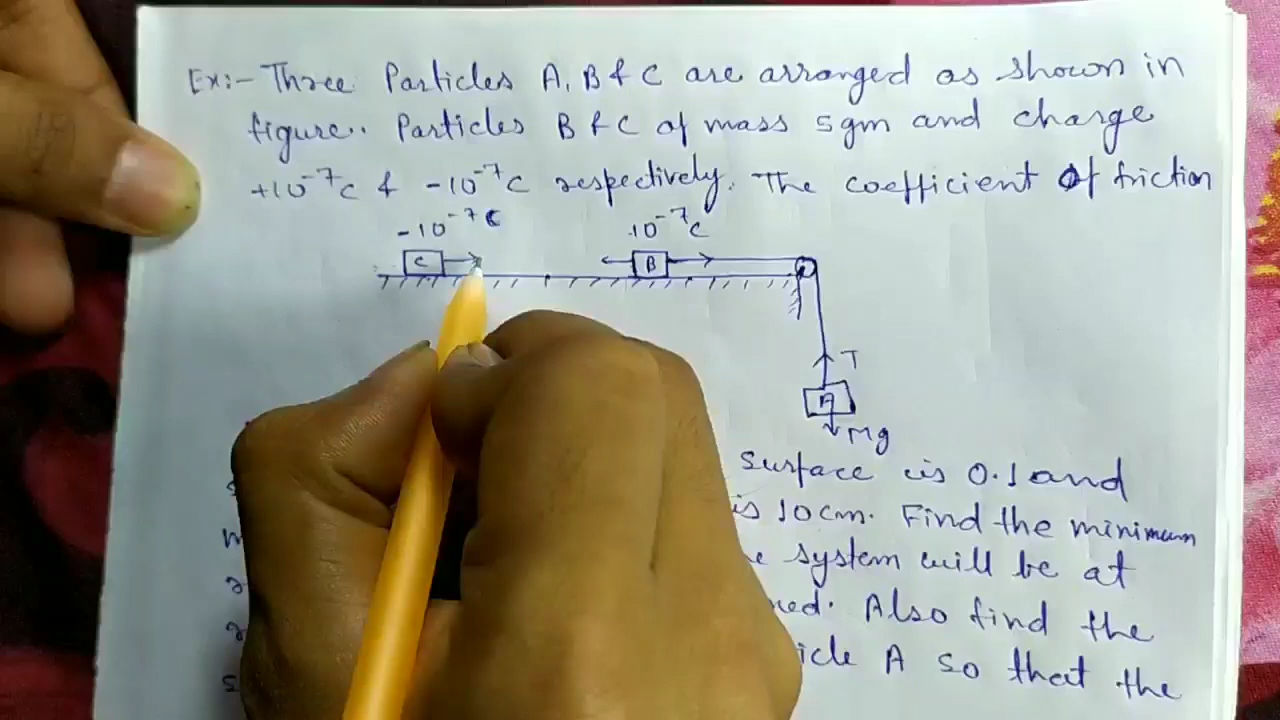 Ex:- Three Particles A, B & C are arranged as shown in
figure.. Particles B & C of mass 5gm and charge
+10⁻⁷c & -10⁻⁷c respectively. The coefficient of friction
-10⁻⁷c
10⁻⁷c
C
B
T
A
Mg
surface is 0.1 and
is 10cm. Find the minimum
system will be at
Also find the
A so that the